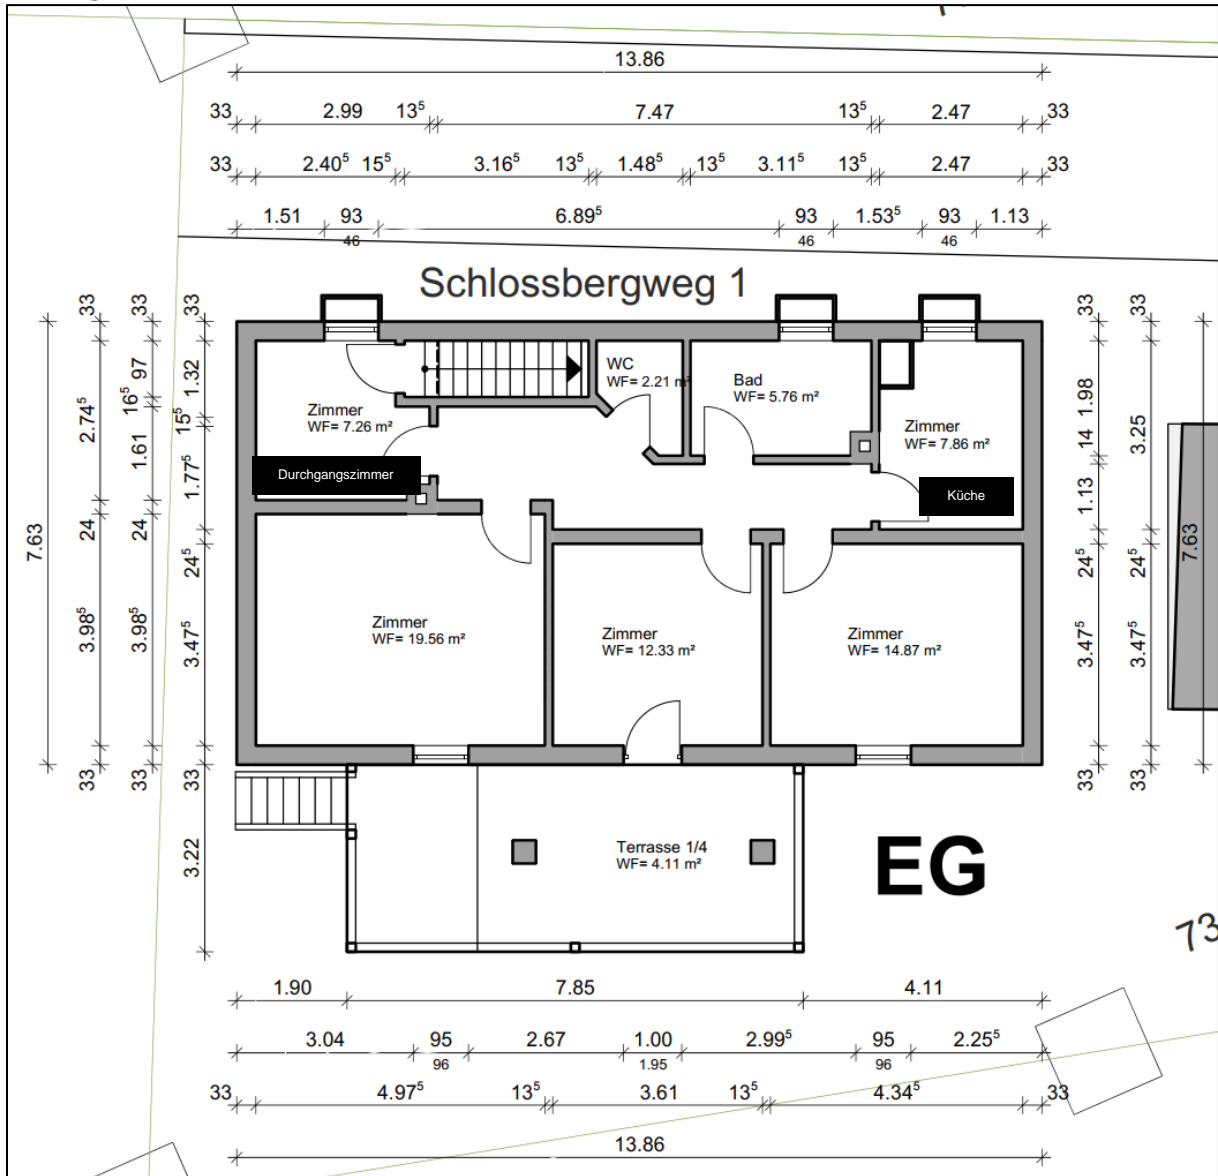 13.86
33 2.99 13⁵ 7.47 13⁵ 2.47 33
33 2.40⁵ 15⁵ 3.16⁵ 13⁵ 1.48⁵ 13⁵ 3.11⁵ 13⁵ 2.47 33
1.51 93 6.89⁵ 93 1.53⁵ 93 1.13
46 46 46
Schlossbergweg 1
33 33 33 33 33
7.63
2.74⁵ 24 3.98⁵ 33
97 16⁵ 1.61 24 3.98⁵ 33
1.32 15⁵ 1.77⁵ 24⁵ 3.47⁵ 33 3.22
WC
WF= 2.21 m²
Bad
WF= 5.76 m²
Zimmer
WF= 7.26 m²
Zimmer
WF= 7.86 m²
Durchgangszimmer
Küche
Zimmer
WF= 19.56 m²
Zimmer
WF= 12.33 m²
Zimmer
WF= 14.87 m²
1.98 14 1.13 24⁵ 3.47⁵ 33
3.25 24⁵ 3.47⁵ 33
7.63
Terrasse 1/4
WF= 4.11 m²
EG
73
1.90 7.85 4.11
3.04 95 2.67 1.00 2.99⁵ 95 2.25⁵
96 1.95 96
33 4.97⁵ 13⁵ 3.61 13⁵ 4.34⁵ 33
13.86